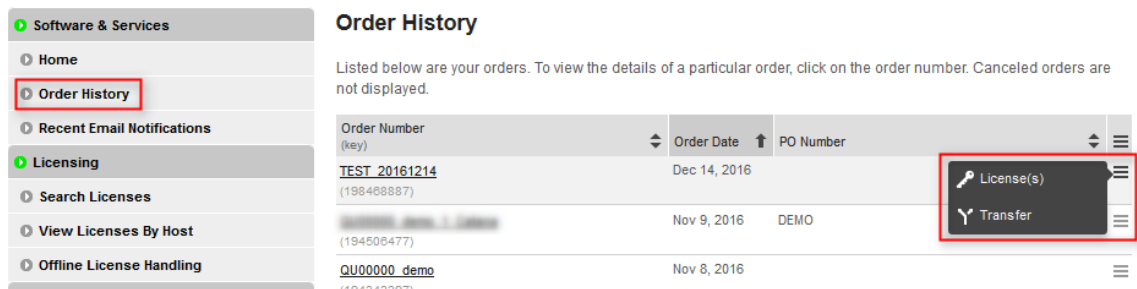 Software & Services
Home
Order History
Recent Email Notifications
Licensing
Search Licenses
View Licenses By Host
Offline License Handling
Order History
Listed below are your orders. To view the details of a particular order, click on the order number. Canceled orders are
not displayed.
Order Number
(key)
Order Date
PO Number
TEST_20161214
Dec 14, 2016
(198468887)
License(s)
Transfer
Nov 9, 2016
DEMO
(194506477)
QU00000_demo
Nov 8, 2016